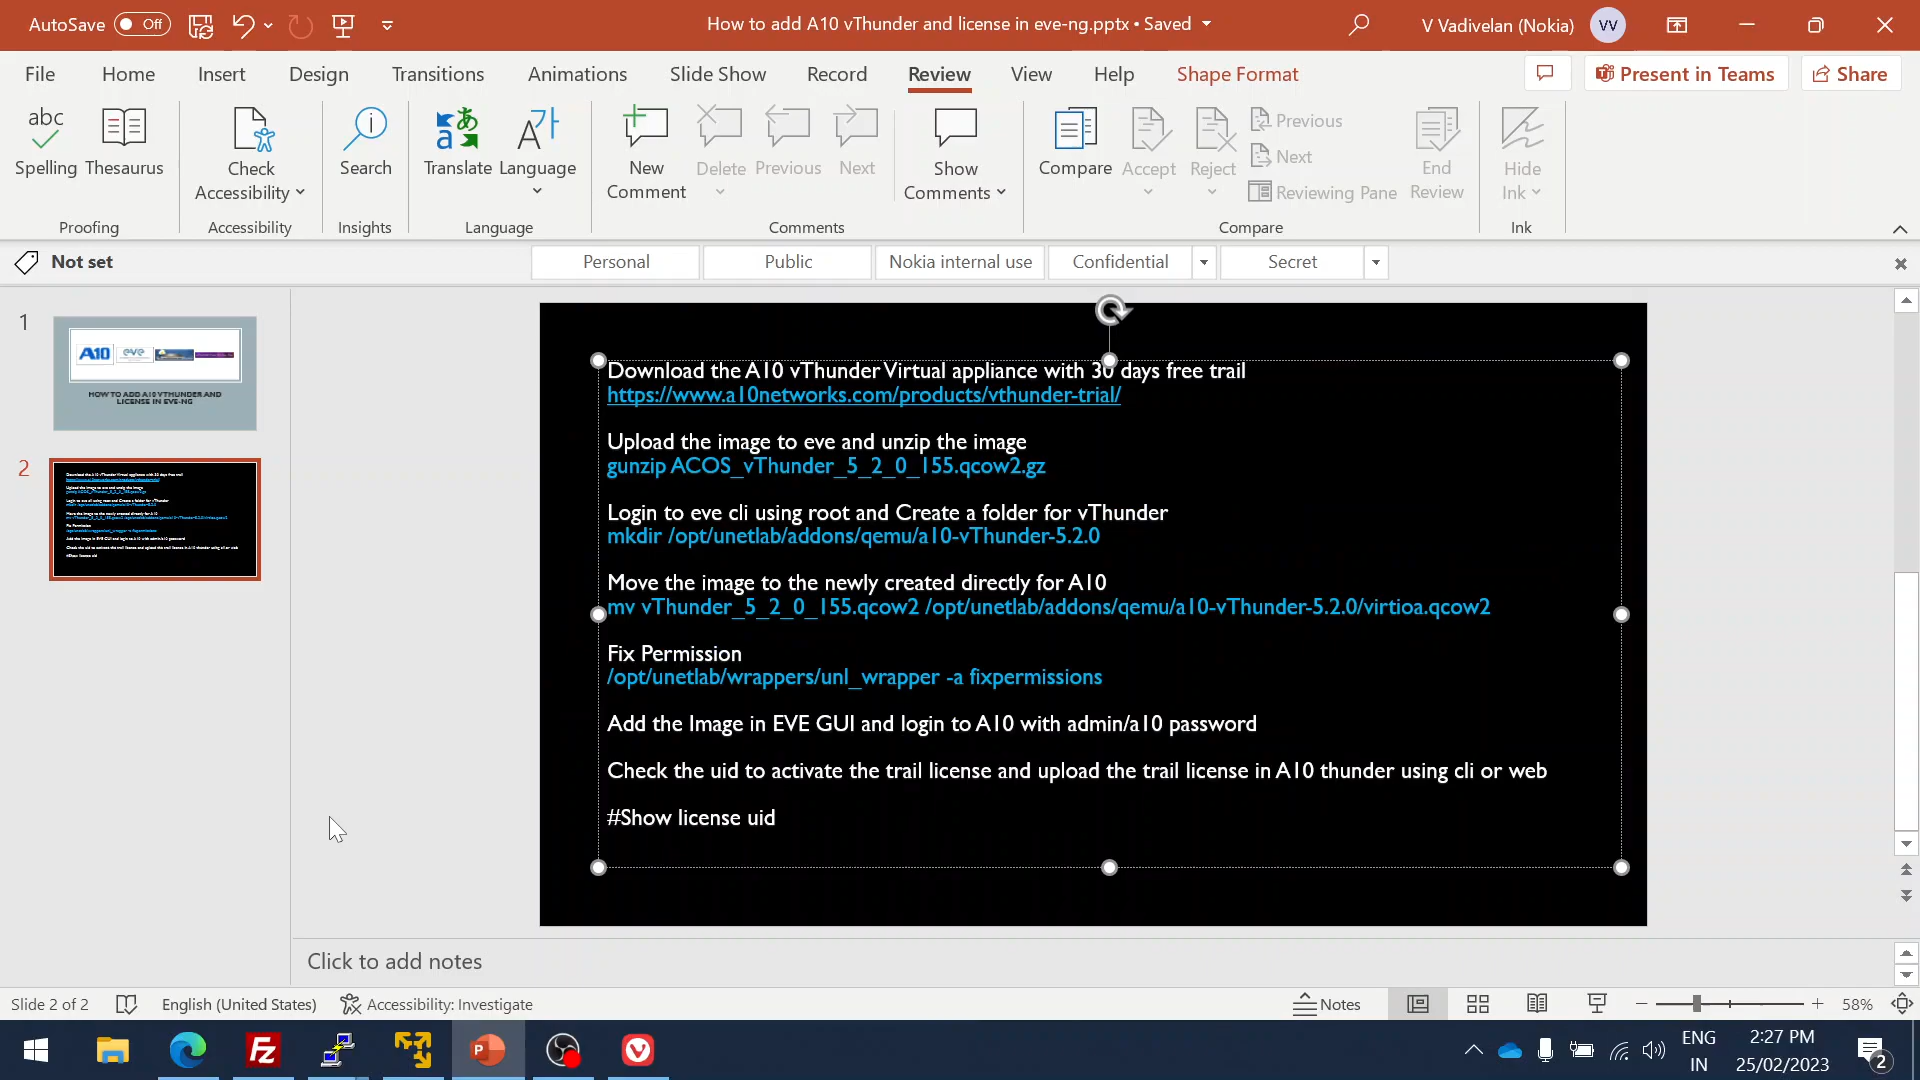 AutoSave Off
How to add A10 vThunder and license in eve-ng.pptx • Saved
V Vadivelan (Nokia) VV
File Home Insert Design Transitions Animations Slide Show Record Review View Help Shape Format
Present in Teams Share
abc
Spelling Thesaurus Check Accessibility Search Translate Language New Comment Delete Previous Next Show Comments Compare Accept Reject Previous Next Reviewing Pane End Review Hide Ink
Proofing Accessibility Insights Language Comments Compare Ink
Not set Personal Public Nokia internal use Confidential Secret
1
A10 eve
HOW TO ADD A10 VTHUNDER AND
LICENSE IN EVE-NG
2
Download the A10 vThunder Virtual appliance with 30 days free trail
https://www.a10networks.com/products/vthunder-trial/
Upload the image to eve and unzip the image
gunzip ACOS_vThunder_5_2_0_155.qcow2.gz
Login to eve cli using root and Create a folder for vThunder
mkdir /opt/unetlab/addons/qemu/a10-vThunder-5.2.0
Move the image to the newly created directly for A10
mv vThunder_5_2_0_155.qcow2 /opt/unetlab/addons/qemu/a10-vThunder-5.2.0/virtioa.qcow2
Fix Permission
/opt/unetlab/wrappers/unl_wrapper -a fixpermissions
Add the Image in EVE GUI and login to A10 with admin/a10 password
Check the uid to activate the trail license and upload the trail license in A10 thunder using cli or web
#Show license uid
Click to add notes
Slide 2 of 2 English (United States) Accessibility: Investigate Notes 58%
ENG
IN
2:27 PM
25/02/2023
2